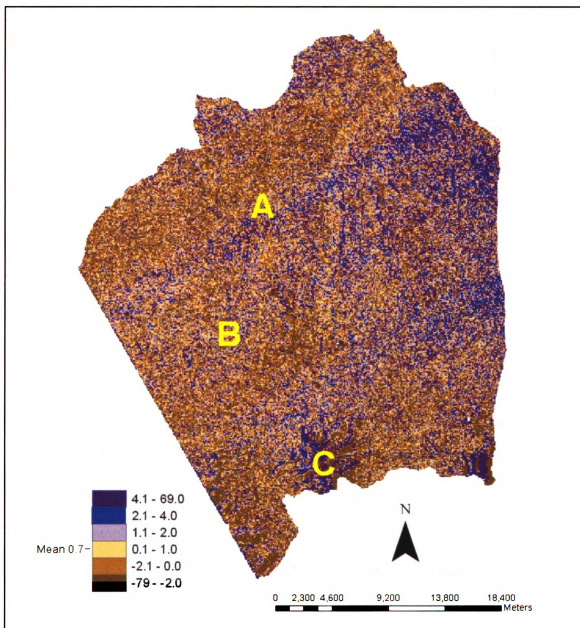 A
B
C
4.1 - 69.0
2.1 - 4.0
1.1 - 2.0
Mean 0.7- 0.1 - 1.0
-2.1 - 0.0
-79 - -2.0
N
0 2,300 4,600 9,200 13,800 18,400
Meters